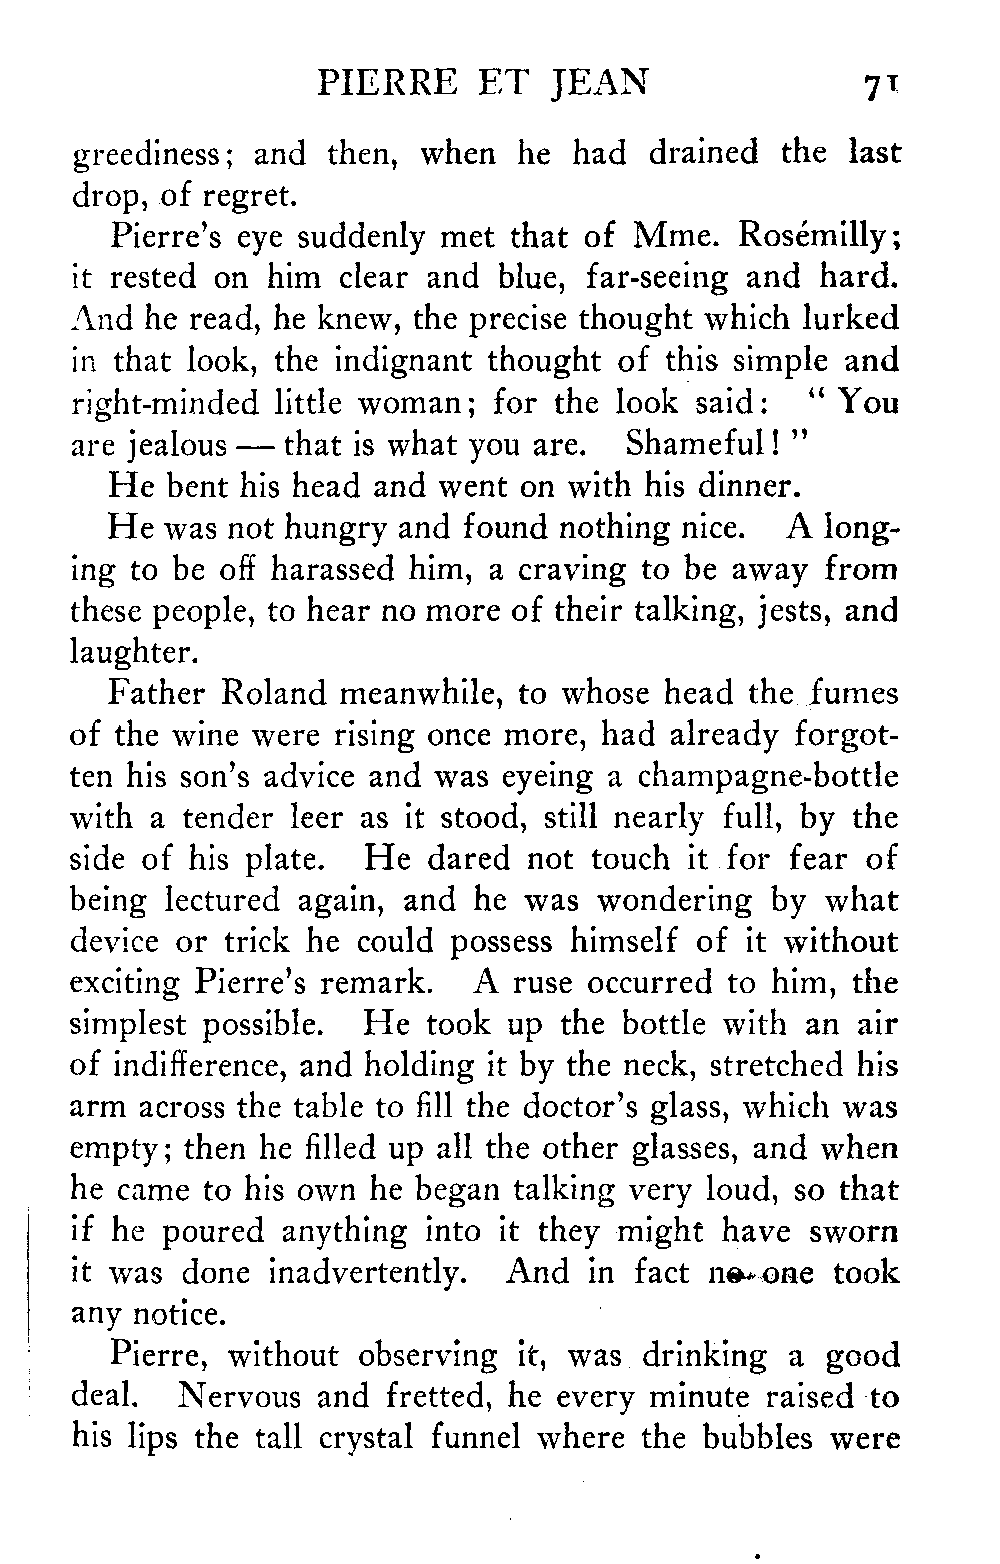 PIERRE ET JEAN 71
greediness; and then, when he had drained the last
drop, of regret.
Pierre's eye suddenly met that of Mme. Rosémilly;
it rested on him clear and blue, far-seeing and hard.
And he read, he knew, the precise thought which lurked
in that look, the indignant thought of this simple and
right-minded little woman; for the look said: “ You
are jealous — that is what you are. Shameful! ”
He bent his head and went on with his dinner.
He was not hungry and found nothing nice. A long-
ing to be off harassed him, a craving to be away from
these people, to hear no more of their talking, jests, and
laughter.
Father Roland meanwhile, to whose head the fumes
of the wine were rising once more, had already forgot-
ten his son's advice and was eyeing a champagne-bottle
with a tender leer as it stood, still nearly full, by the
side of his plate. He dared not touch it for fear of
being lectured again, and he was wondering by what
device or trick he could possess himself of it without
exciting Pierre's remark. A ruse occurred to him, the
simplest possible. He took up the bottle with an air
of indifference, and holding it by the neck, stretched his
arm across the table to fill the doctor's glass, which was
empty; then he filled up all the other glasses, and when
he came to his own he began talking very loud, so that
if he poured anything into it they might have sworn
it was done inadvertently. And in fact no one took
any notice.
Pierre, without observing it, was drinking a good
deal. Nervous and fretted, he every minute raised to
his lips the tall crystal funnel where the bubbles were